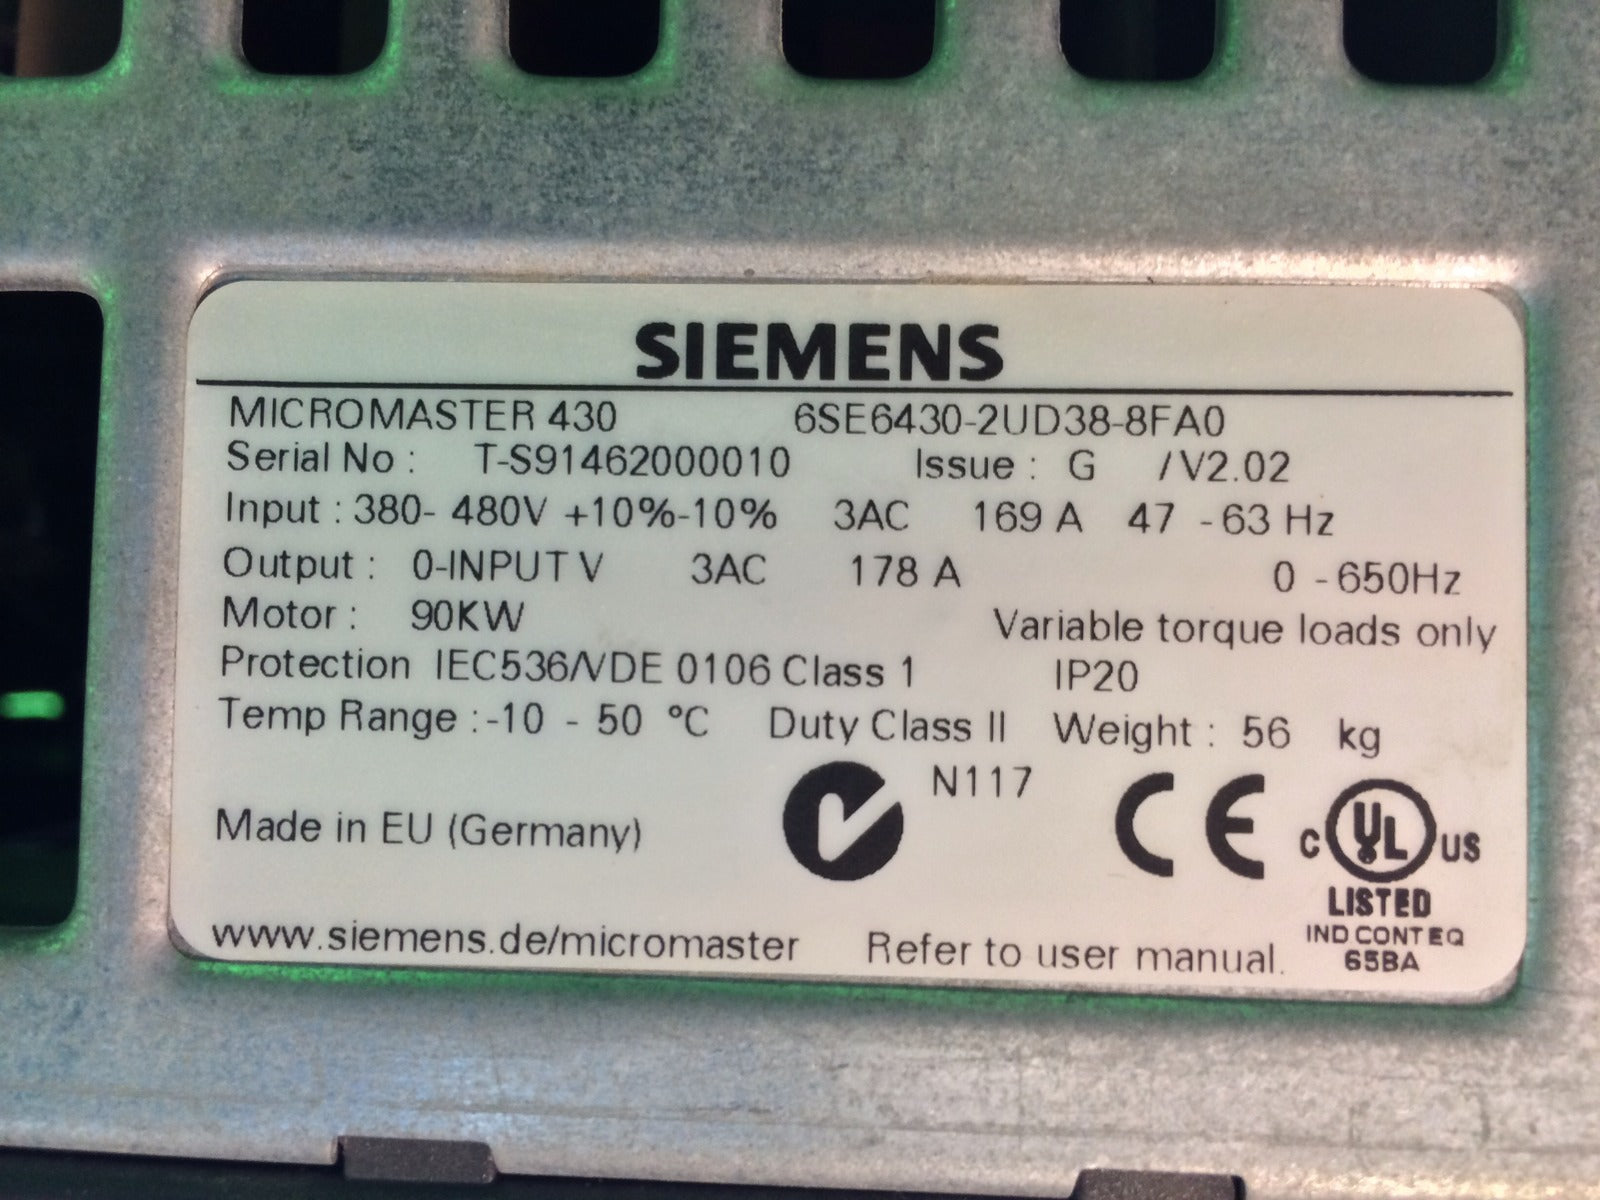 SIEMENS
MICROMASTER 430 6SE6430-2UD38-8FA0
Serial No : T-S91462000010 Issue : G /V2.02
Input : 380- 480V +10%-10% 3AC 169 A 47 -63 Hz
Output : 0-INPUT V 3AC 178 A 0 -650Hz
Motor : 90KW Variable torque loads only
Protection IEC536/VDE 0106 Class 1 IP20
Temp Range :-10 - 50 °C Duty Class II Weight : 56 kg
N117
Made in EU (Germany) CE c UL US
LISTED
IND CONT EQ
65BA
www.siemens.de/micromaster Refer to user manual.